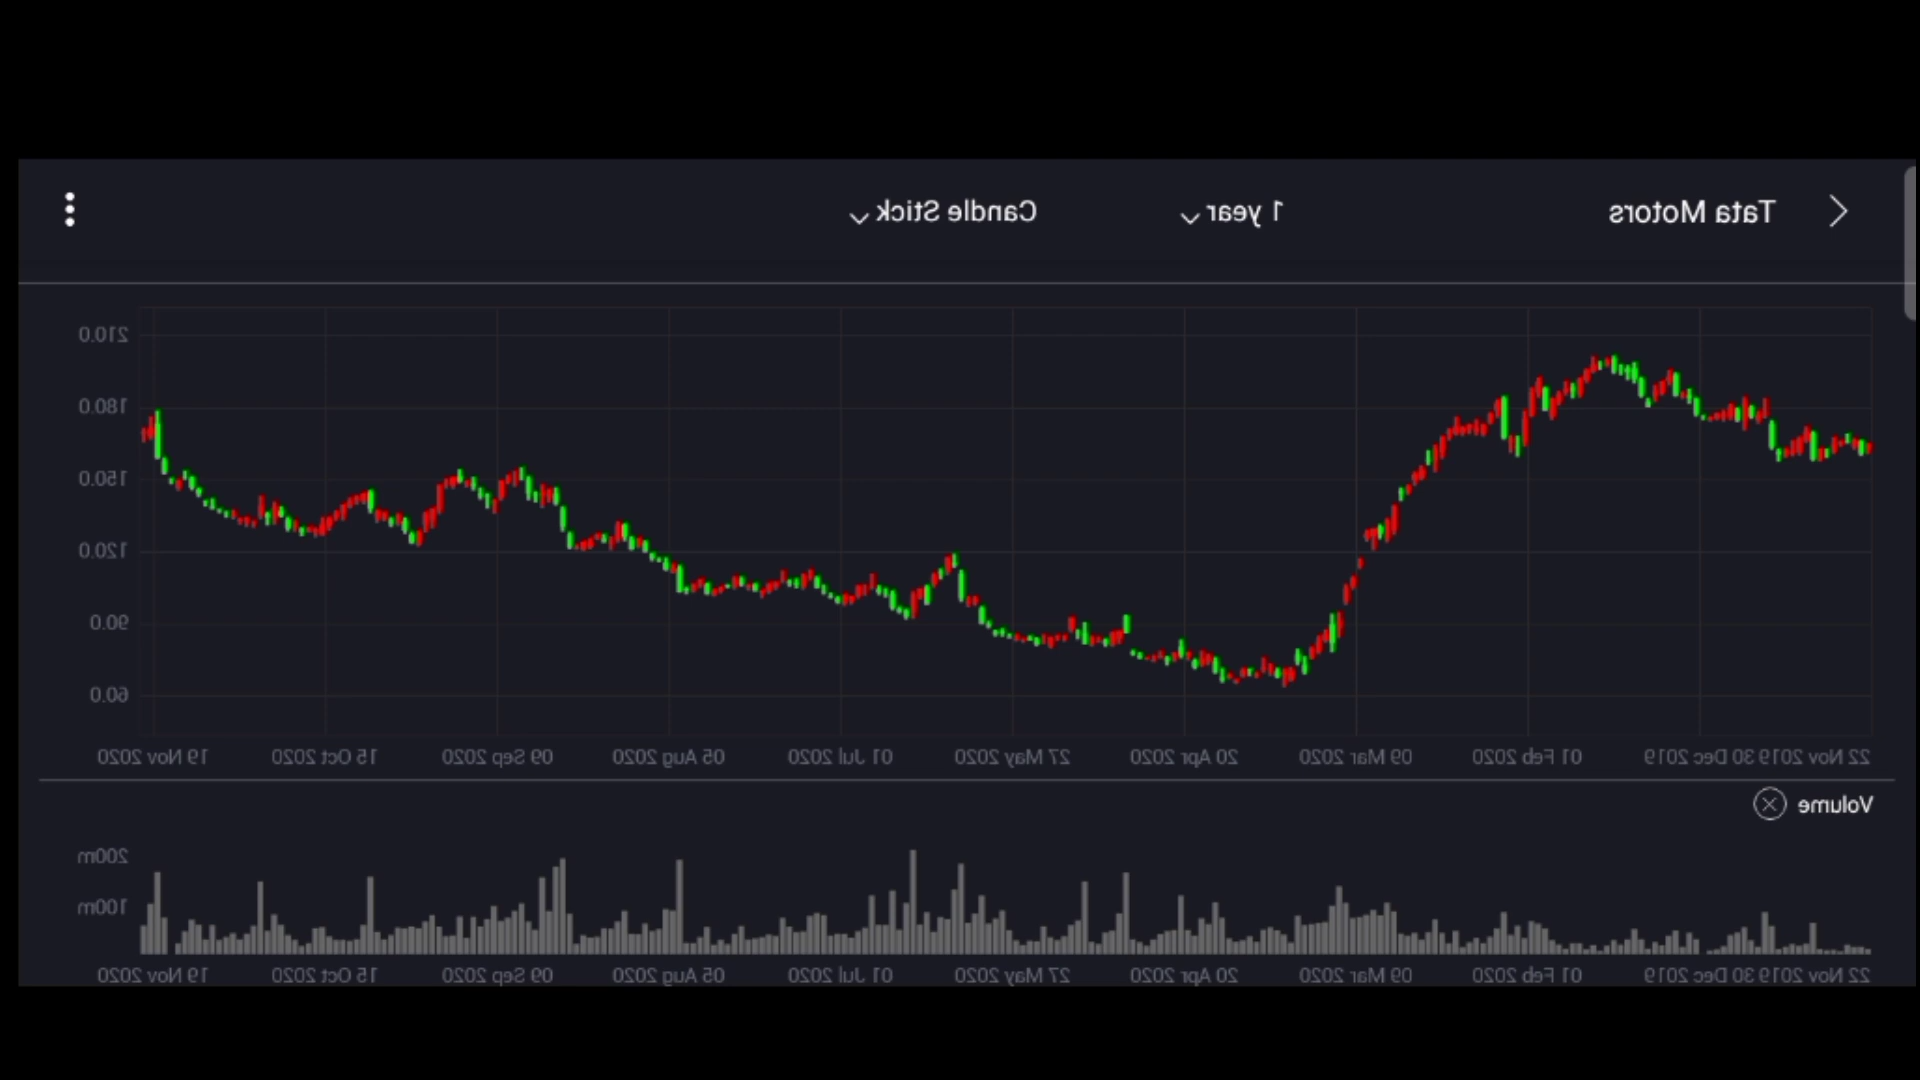 Tata Motors 1 year Candle Stick
210.0
180.0
150.0
120.0
90.0
60.0
22 Nov 2019 30 Dec 2019 01 Feb 2020 09 Mar 2020 20 Apr 2020 27 May 2020 01 Jul 2020 05 Aug 2020 09 Sep 2020 15 Oct 2020 19 Nov 2020
Volume
200m
100m
22 Nov 2019 30 Dec 2019 01 Feb 2020 09 Mar 2020 20 Apr 2020 27 May 2020 01 Jul 2020 05 Aug 2020 09 Sep 2020 15 Oct 2020 19 Nov 2020